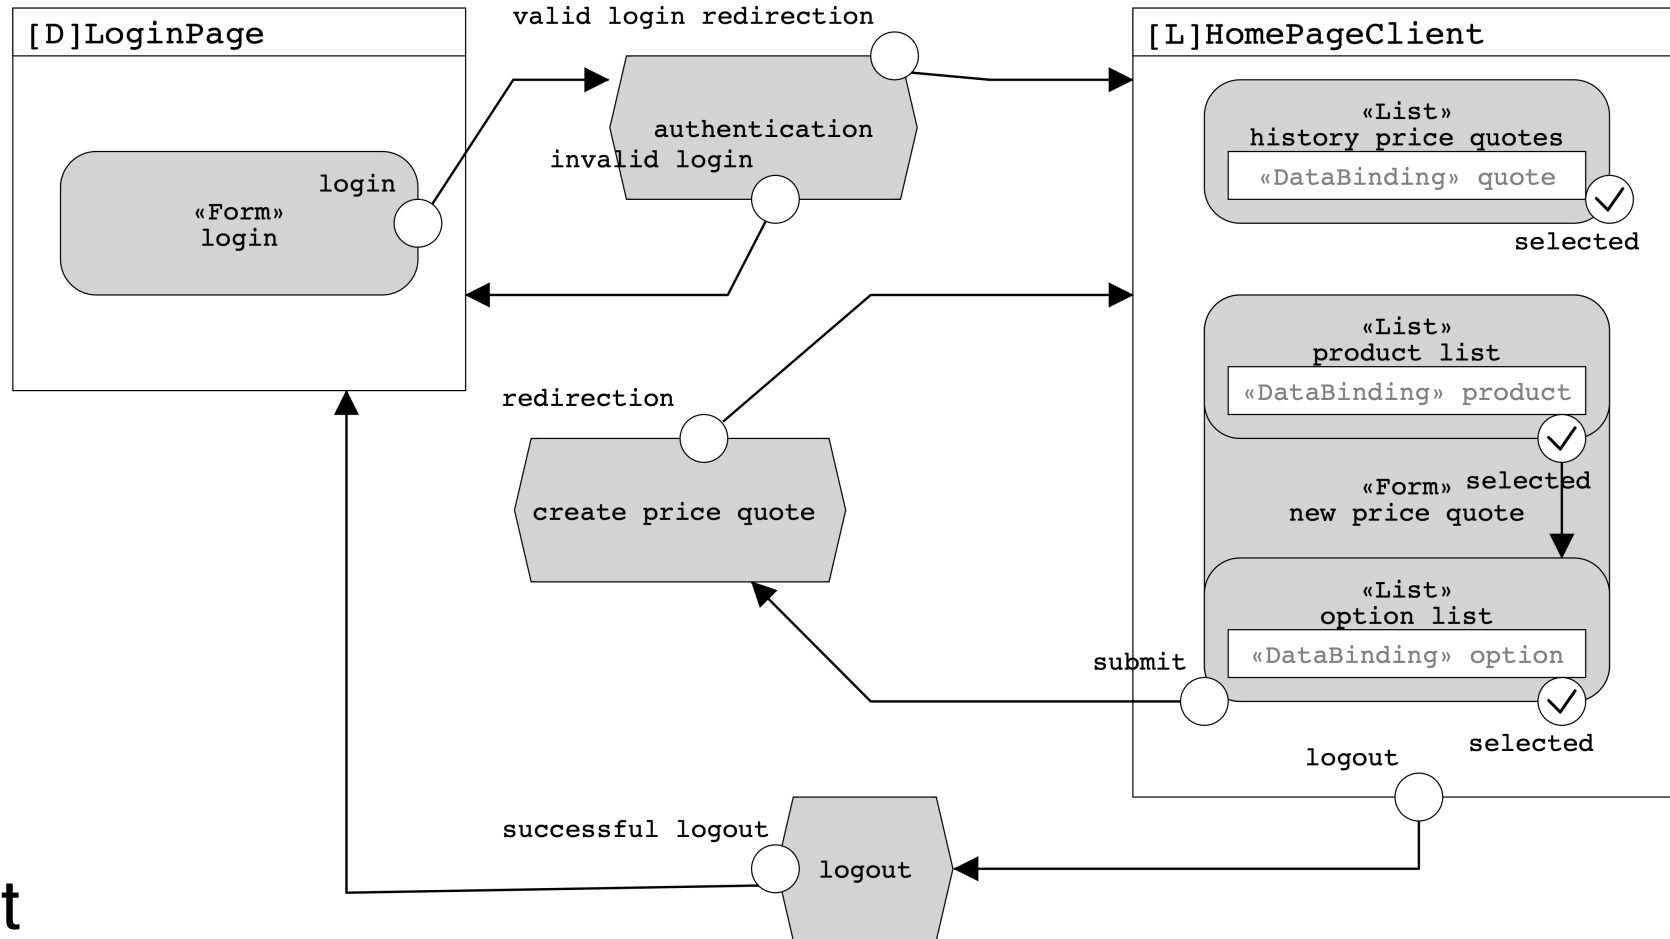 valid login redirection
[D]LoginPage
[L]HomePageClient
«List»
history price quotes
«DataBinding» quote
selected
authentication
invalid login
login
«Form»
login
«List»
product list
«DataBinding» product
selected
redirection
create price quote
«Form»
new price quote
«List»
option list
«DataBinding» option
submit
selected
logout
successful logout
logout
t